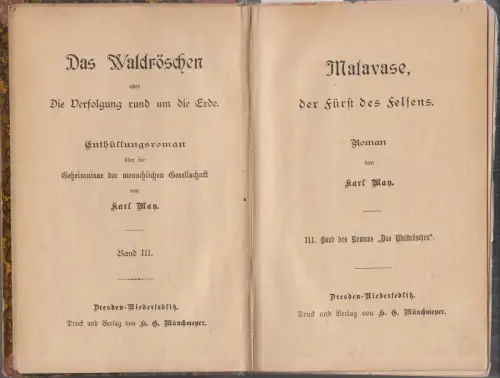 Das Waldröschen
oder
Die Verfolgung rund um die Erde.
Enthüllungsroman
über die
Geheimnisse der menschlichen Gesellschaft
von
Karl May.
Band III.
Dresden-Niedersedlitz.
Druck und Verlag von H. G. Münchmeyer.
Matavase,
der Fürst des Felsens.
Roman
von
Karl May.
III. Band des Romans „Das Waldröschen“.
Dresden-Niedersedlitz.
Druck und Verlag von H. G. Münchmeyer.